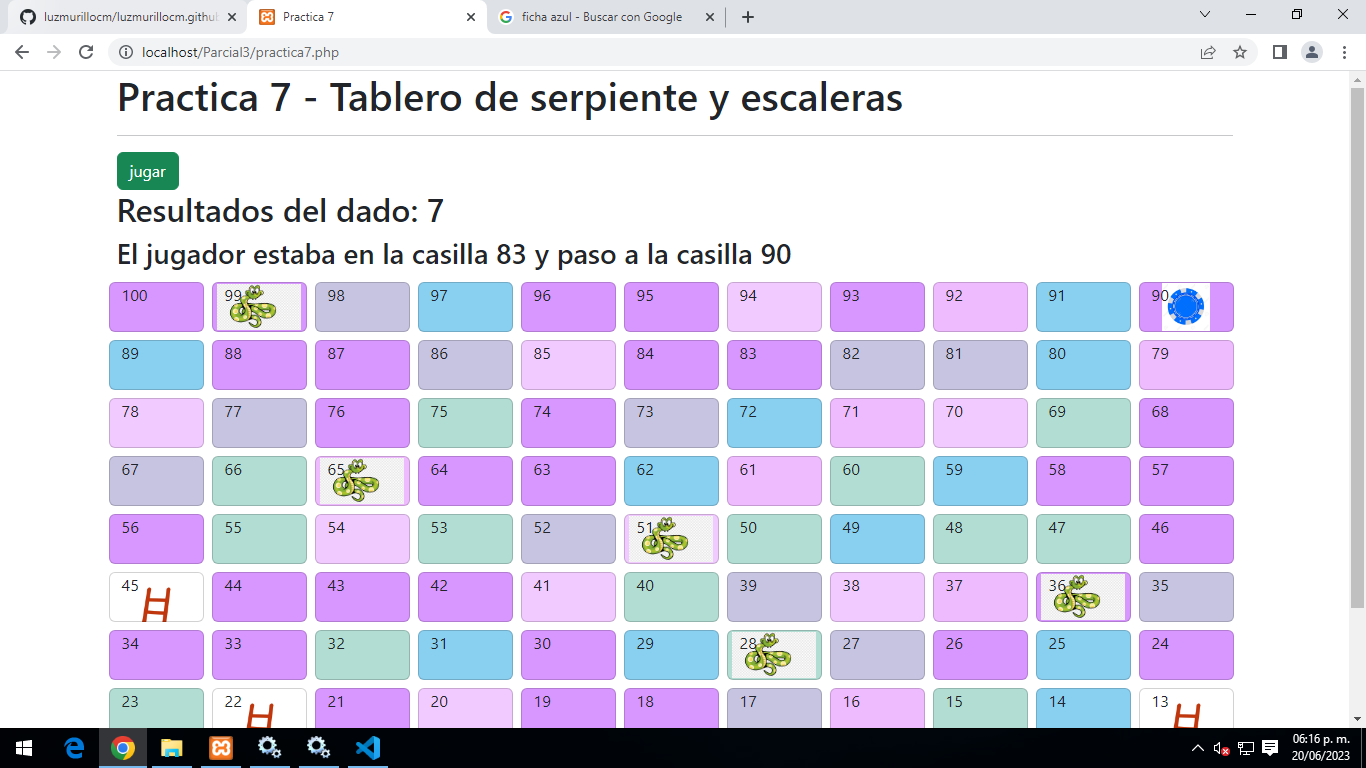 luzmurillocm/luzmurillocm.githu
Practica 7
ficha azul - Buscar con Google
localhost/Parcial3/practica7.php
Practica 7 - Tablero de serpiente y escaleras
jugar
Resultados del dado: 7
El jugador estaba en la casilla 83 y paso a la casilla 90
100 99 98 97 96 95 94 93 92 91 90
89 88 87 86 85 84 83 82 81 80 79
78 77 76 75 74 73 72 71 70 69 68
67 66 65 64 63 62 61 60 59 58 57
56 55 54 53 52 51 50 49 48 47 46
45 44 43 42 41 40 39 38 37 36 35
34 33 32 31 30 29 28 27 26 25 24
23 22 21 20 19 18 17 16 15 14 13
06:16 p. m.
20/06/2023